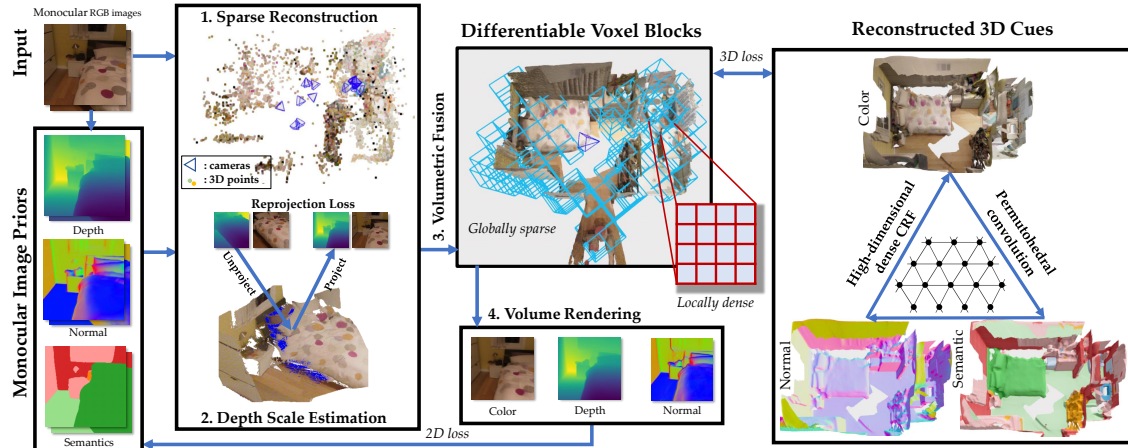 Input
Monocular RGB images
Monocular Image Priors
Depth
Normal
Semantics
1. Sparse Reconstruction
: cameras
: 3D points
Reprojection Loss
Unproject
Project
2. Depth Scale Estimation
3. Volumetric Fusion
Differentiable Voxel Blocks
Globally sparse
Locally dense
4. Volume Rendering
Color
Depth
Normal
2D loss
3D loss
Reconstructed 3D Cues
Color
High-dimensional
dense CRF
Permutohedral
convolution
Normal
Semantic